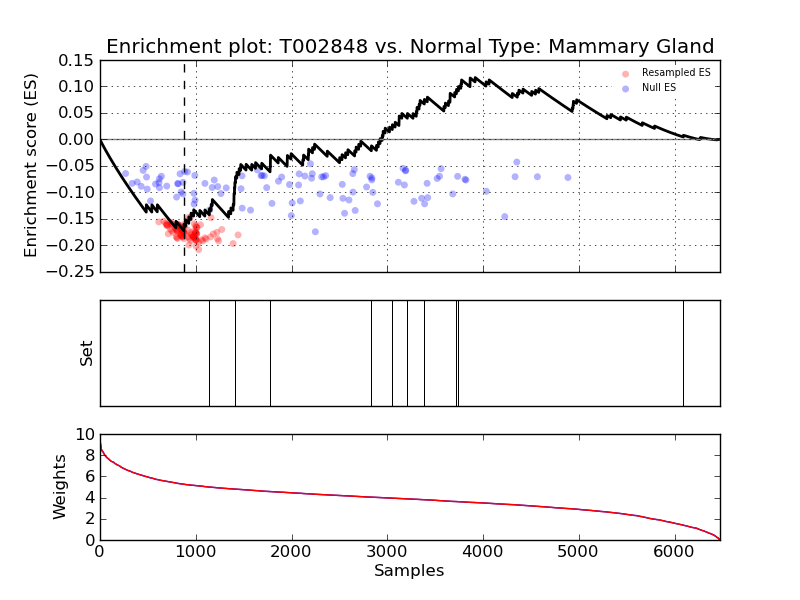 Enrichment plot: T002848 vs. Normal Type: Mammary Gland
Enrichment score (ES)
0.15
0.10
0.05
0.00
−0.05
−0.10
−0.15
−0.20
−0.25
Resampled ES
Null ES
Set
Weights
10
8
6
4
2
0
0 1000 2000 3000 4000 5000 6000
Samples